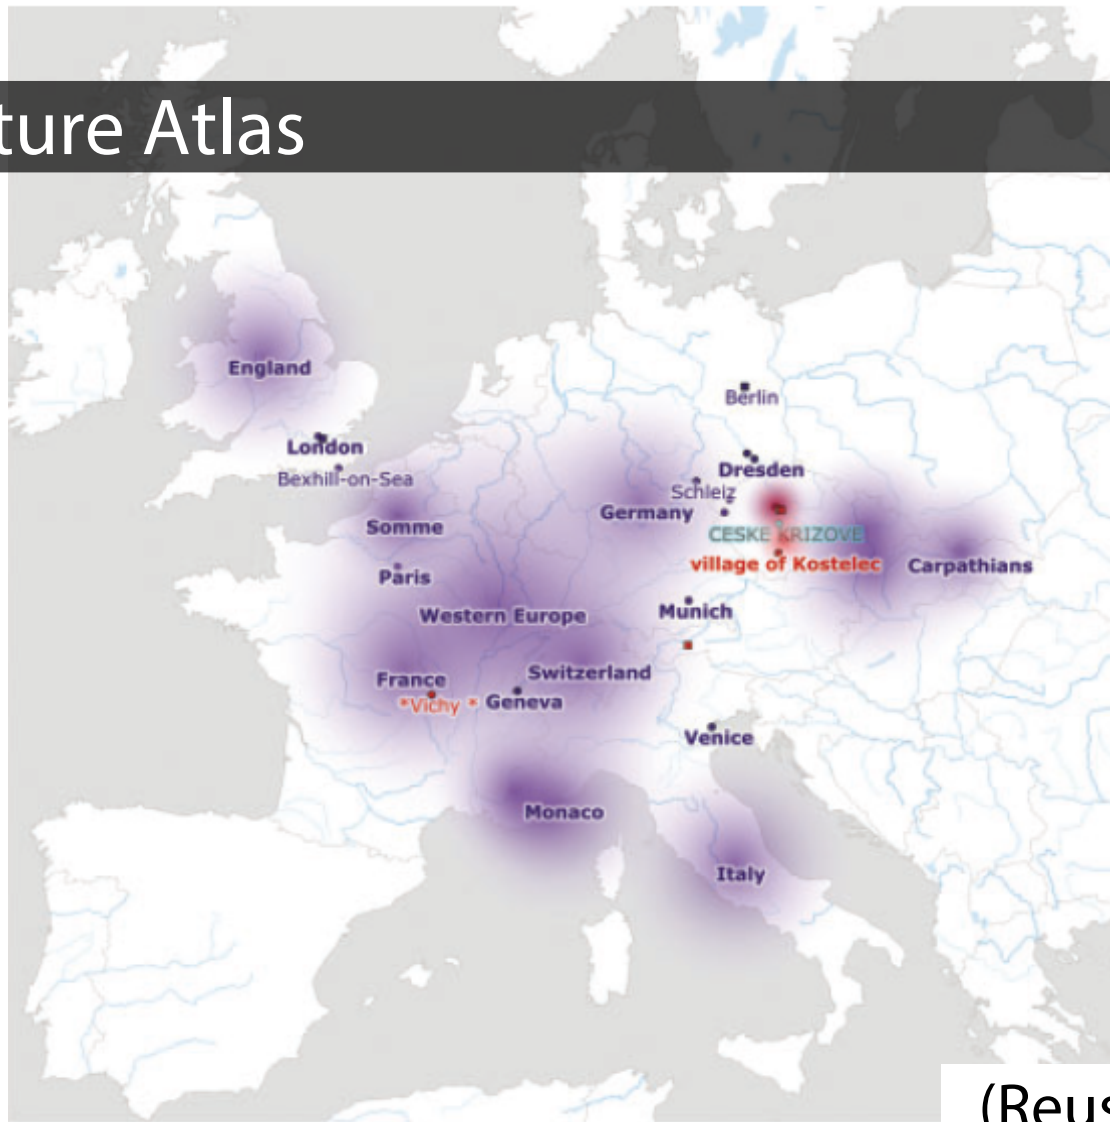 ture Atlas
England
London
Bexhill-on-Sea
Berlin
Dresden
Schleiz
Germany
Somme
CESKE KRIZOVE
village of Kostelec
Carpathians
Paris
Western Europe
Munich
Switzerland
France
*Vichy * Geneva
Venice
Monaco
Italy
(Reus